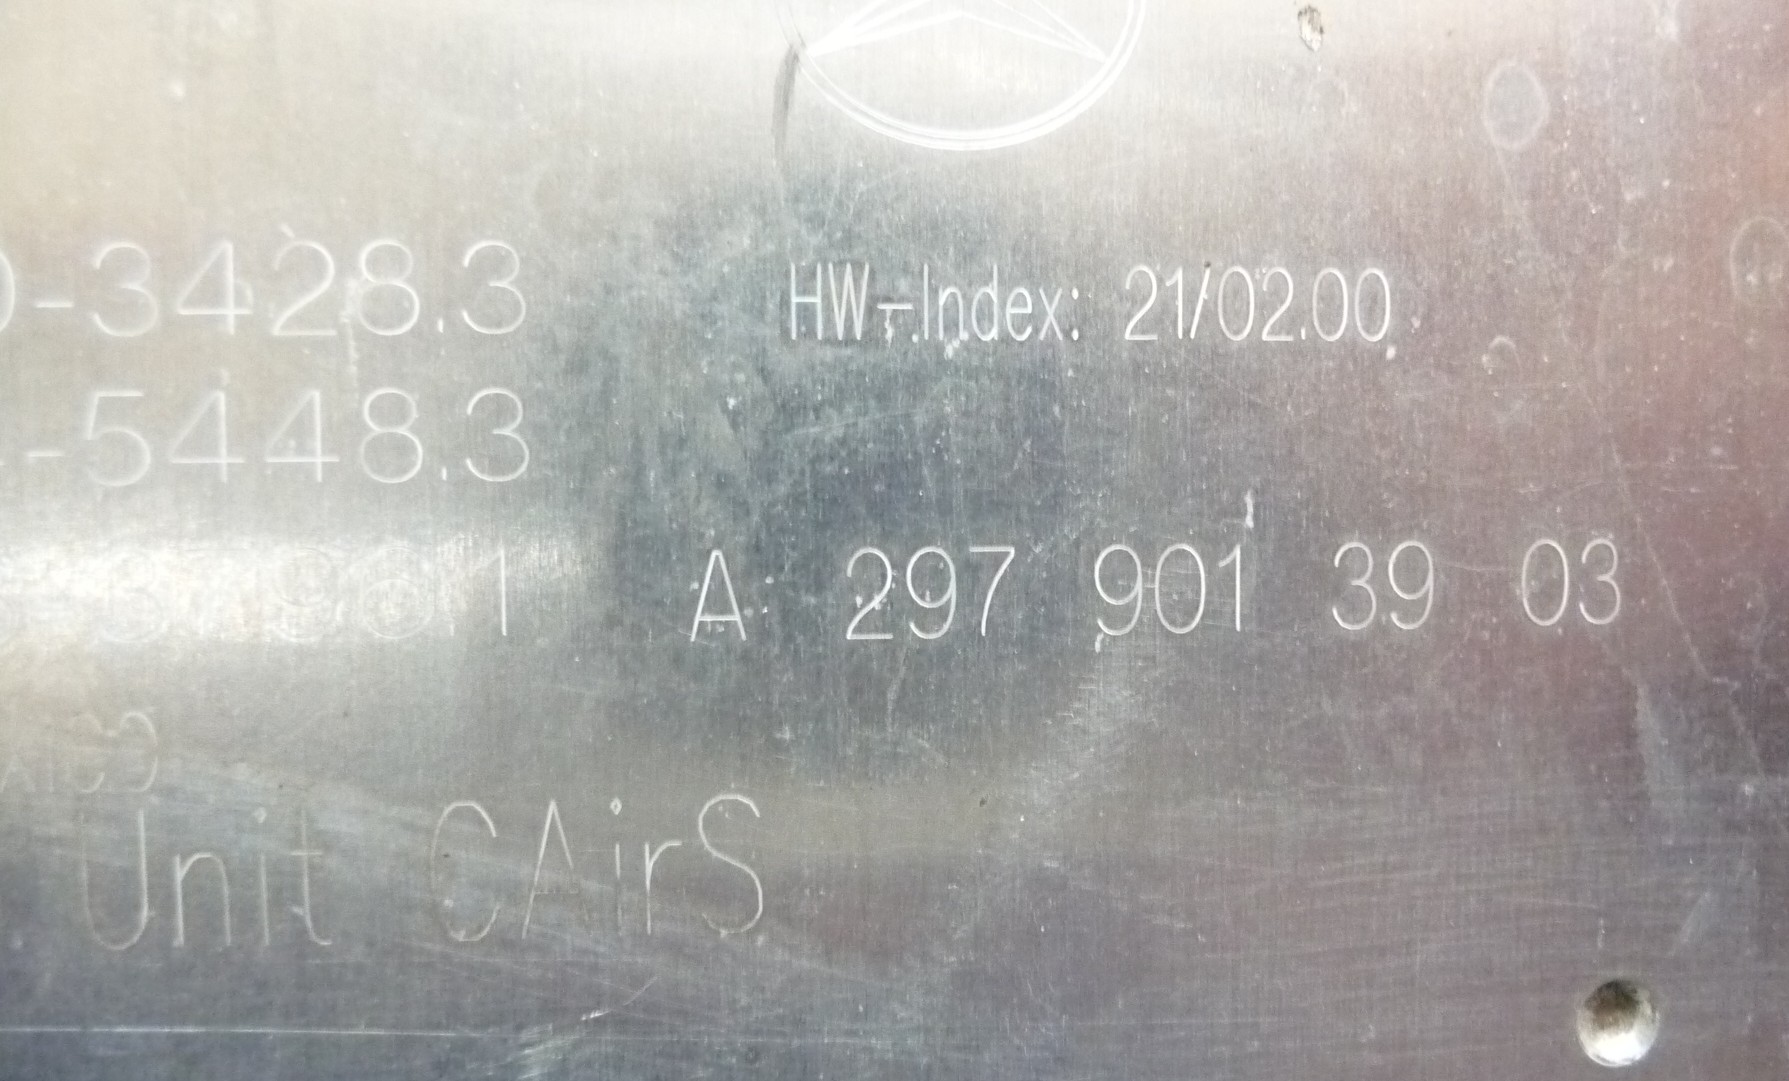 -3428.3 HW-Index: 21/02.00
-5448.3
A 297 901 39 03
Unit CAirS